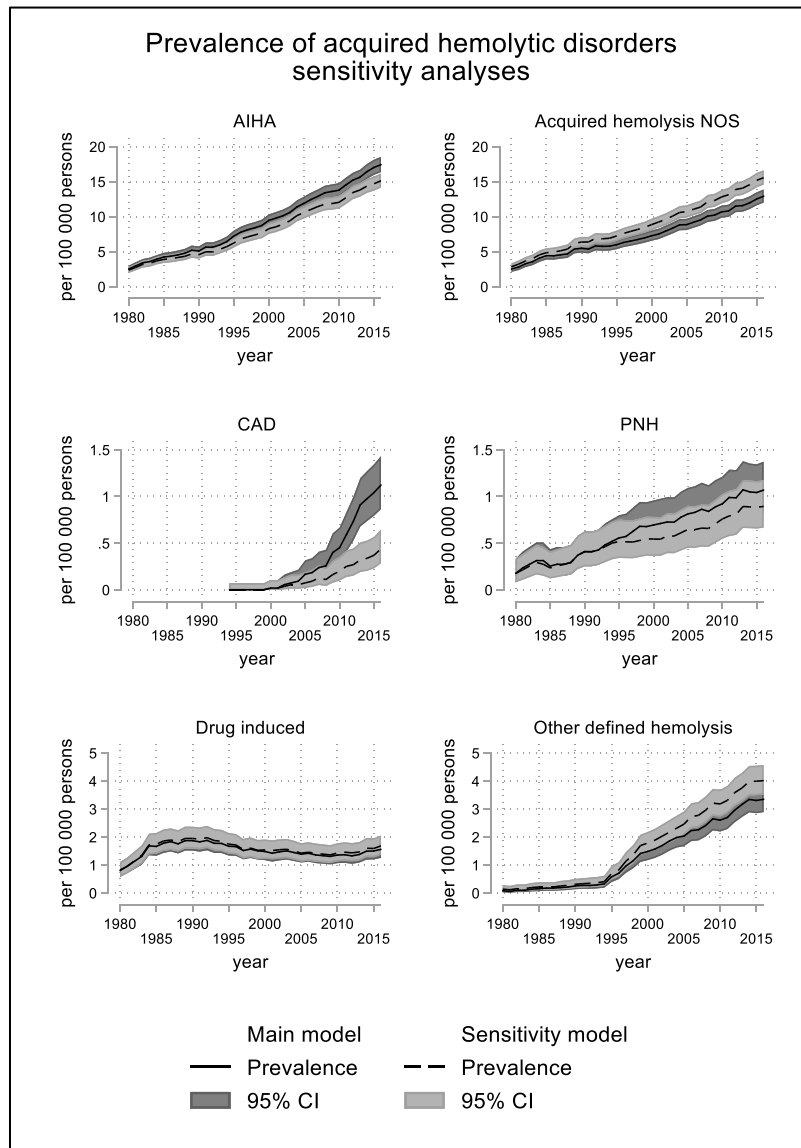 Prevalence of acquired hemolytic disorders
sensitivity analyses
AIHA
20
15
10
5
0
per 100 000 persons
1980 1990 2000 2010
1985 1995 2005 2015
year
Acquired hemolysis NOS
20
15
10
5
0
per 100 000 persons
1980 1990 2000 2010
1985 1995 2005 2015
year
CAD
1.5
1
.5
0
per 100 000 persons
1980 1990 2000 2010
1985 1995 2005 2015
year
PNH
1.5
1
.5
0
per 100 000 persons
1980 1990 2000 2010
1985 1995 2005 2015
year
Drug induced
5
4
3
2
1
0
per 100 000 persons
1980 1990 2000 2010
1985 1995 2005 2015
year
Other defined hemolysis
5
4
3
2
1
0
per 100 000 persons
1980 1990 2000 2010
1985 1995 2005 2015
year
Main model Sensitivity model
Prevalence Prevalence
95% CI 95% CI